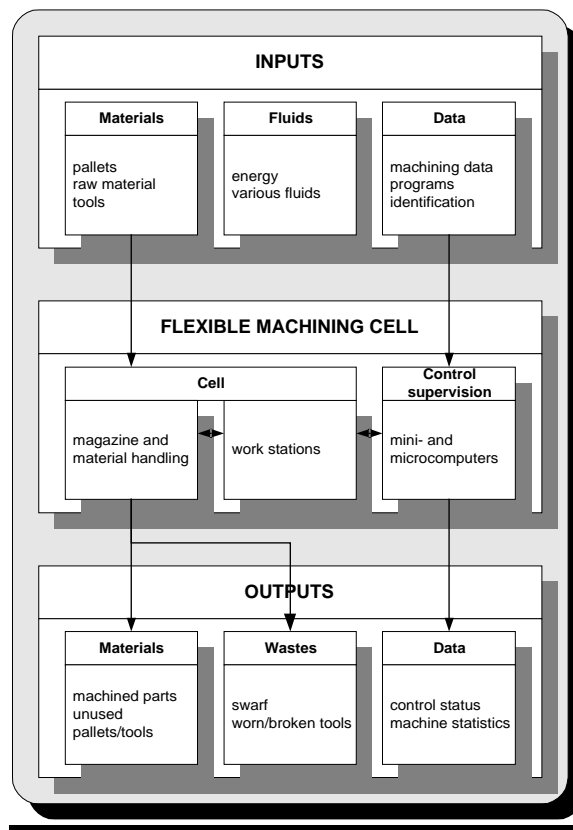 INPUTS
Materials
pallets
raw material
tools
Fluids
energy
various fluids
Data
machining data
programs
identification
FLEXIBLE MACHINING CELL
Cell
magazine and
material handling
work stations
Control
supervision
mini- and
microcomputers
OUTPUTS
Materials
machined parts
unused
pallets/tools
Wastes
swarf
worn/broken tools
Data
control status
machine statistics